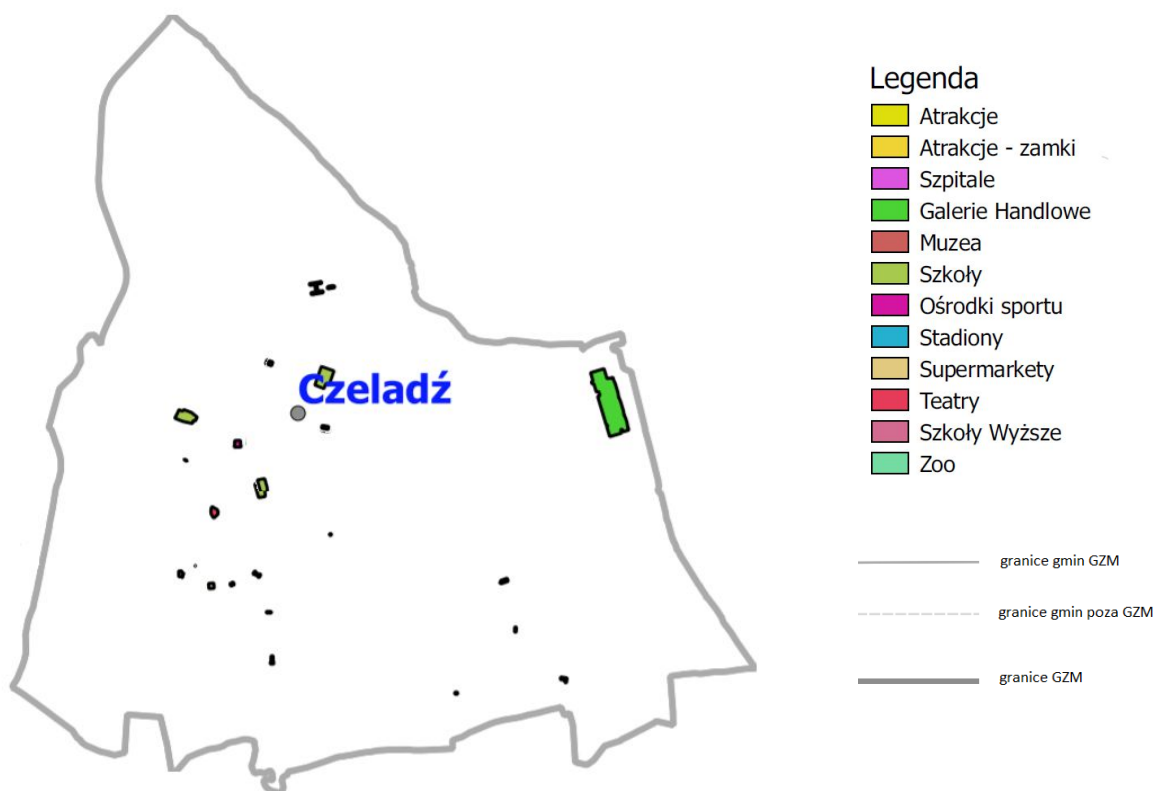 Czeladź
Legenda
Atrakcje
Atrakcje - zamki
Szpitale
Galerie Handlowe
Muzea
Szkoły
Ośrodki sportu
Stadiony
Supermarkety
Teatry
Szkoły Wyższe
Zoo
granice gmin GZM
granice gmin poza GZM
granice GZM